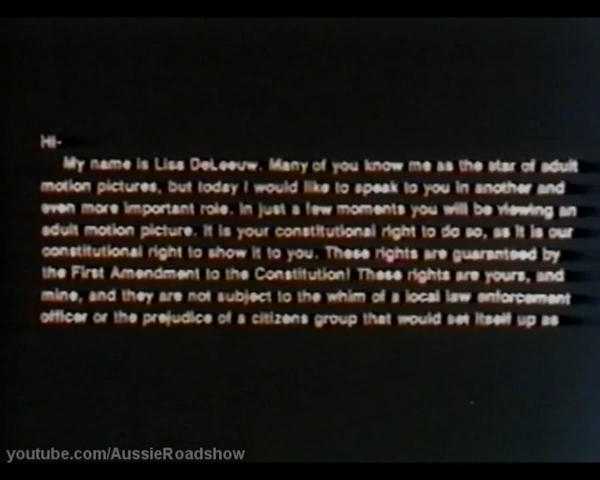 Hi-
My name is Lisa DeLeeuw. Many of you know me as the star of adult
motion pictures, but today I would like to speak to you in another and
even more important role. In just a few moments you will be viewing an
adult motion picture. It is your constitutional right to do so, as it is our
constitutional right to show it to you. These rights are guaranteed by
the First Amendment to the Constitution! These rights are yours, and
mine, and they are not subject to the whim of a local law enforcement
officer or the prejudice of a citizens group that would set itself up as
youtube.com/AussieRoadshow